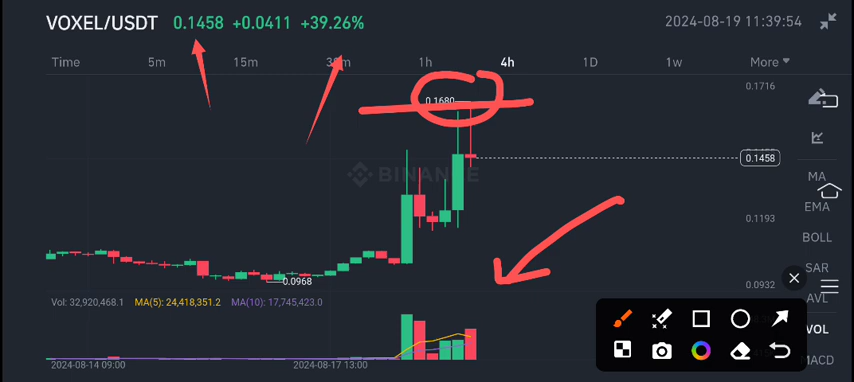 VOXEL/USDT 0.1458 +0.0411 +39.26% 2024-08-19 11:39:54
Time 5m 15m 30m 1h 4h 1D 1w More
0.1716
0.1680
0.1458
MA
BINANCE
EMA
0.1193
BOLL
SAR
0.0968
0.0932
AVL
Vol: 32,920,468.1 MA(5): 24,418,351.2 MA(10): 17,745,423.0
VOL
MACD
2024-08-14 09:00 2024-08-17 13:00